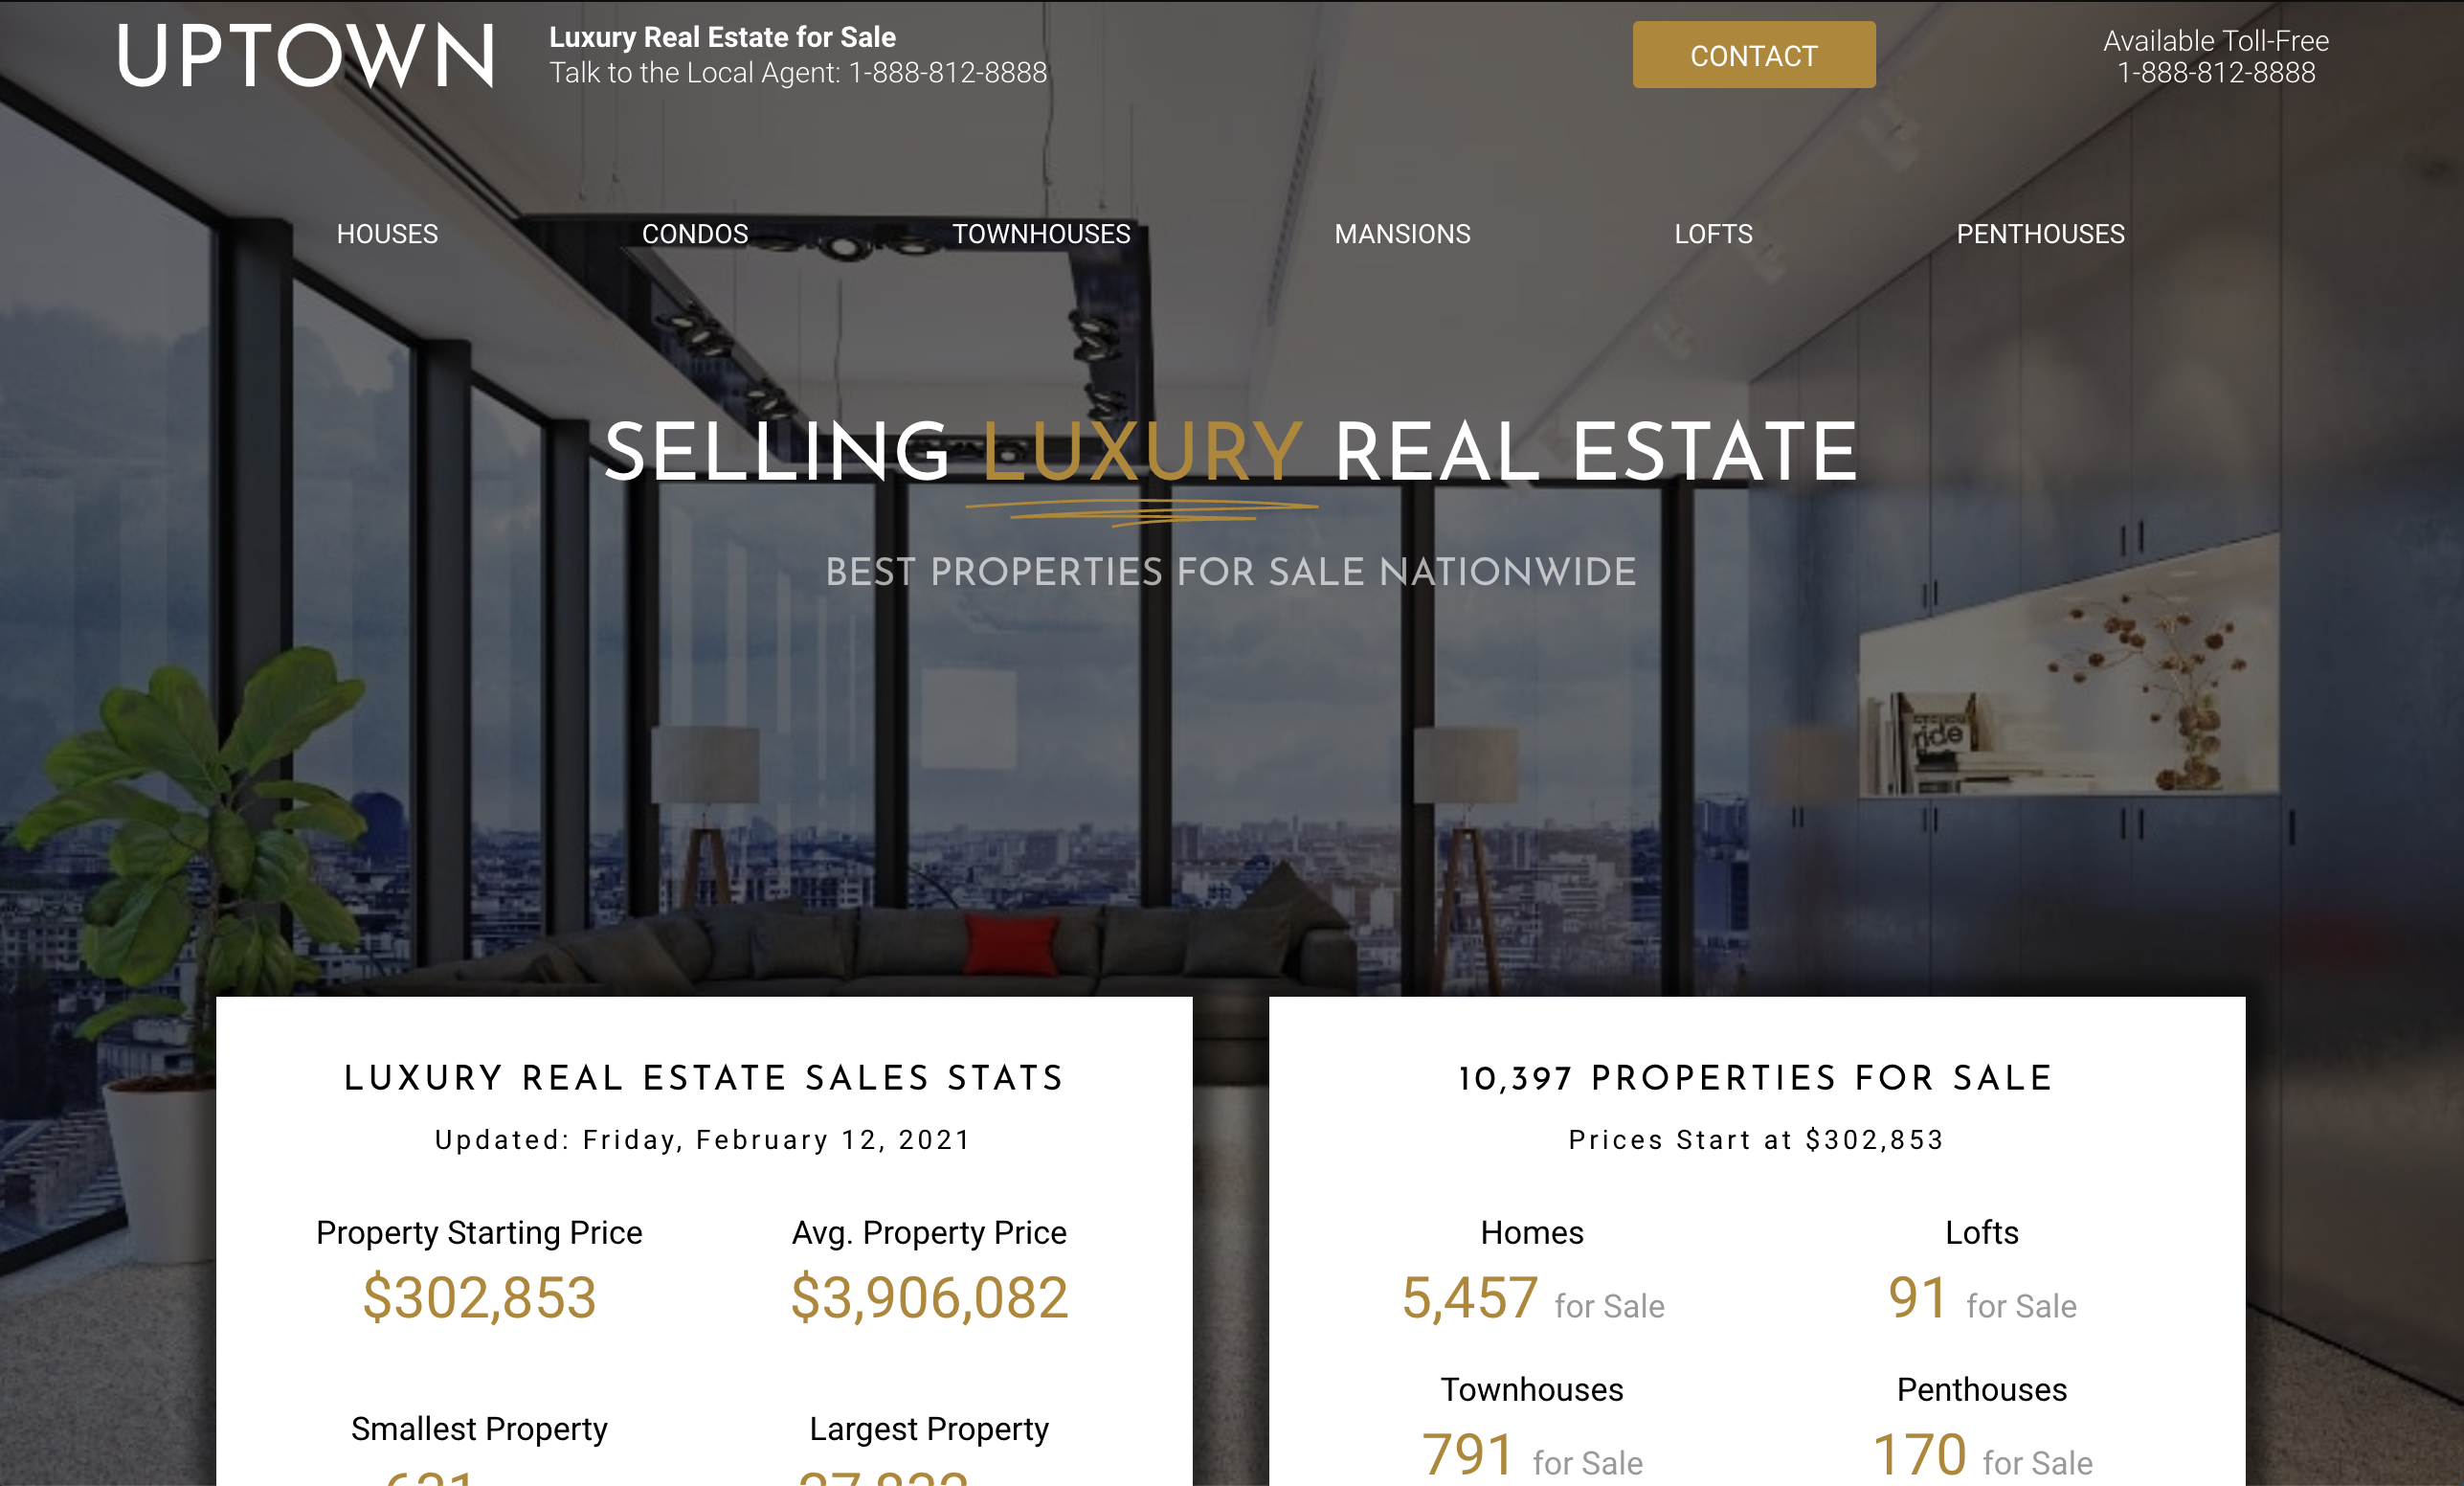 UPTOWN
Luxury Real Estate for Sale
Talk to the Local Agent: 1-888-812-8888
CONTACT
Available Toll-Free
1-888-812-8888
HOUSES CONDOS TOWNHOUSES MANSIONS LOFTS PENTHOUSES
SELLING LUXURY REAL ESTATE
BEST PROPERTIES FOR SALE NATIONWIDE
ride
LUXURY REAL ESTATE SALES STATS
Updated: Friday, February 12, 2021
Property Starting Price
$302,853
Avg. Property Price
$3,906,082
Smallest Property
Largest Property
10,397 PROPERTIES FOR SALE
Prices Start at $302,853
Homes
5,457 for Sale
Lofts
91 for Sale
Townhouses
791 for Sale
Penthouses
170 for Sale